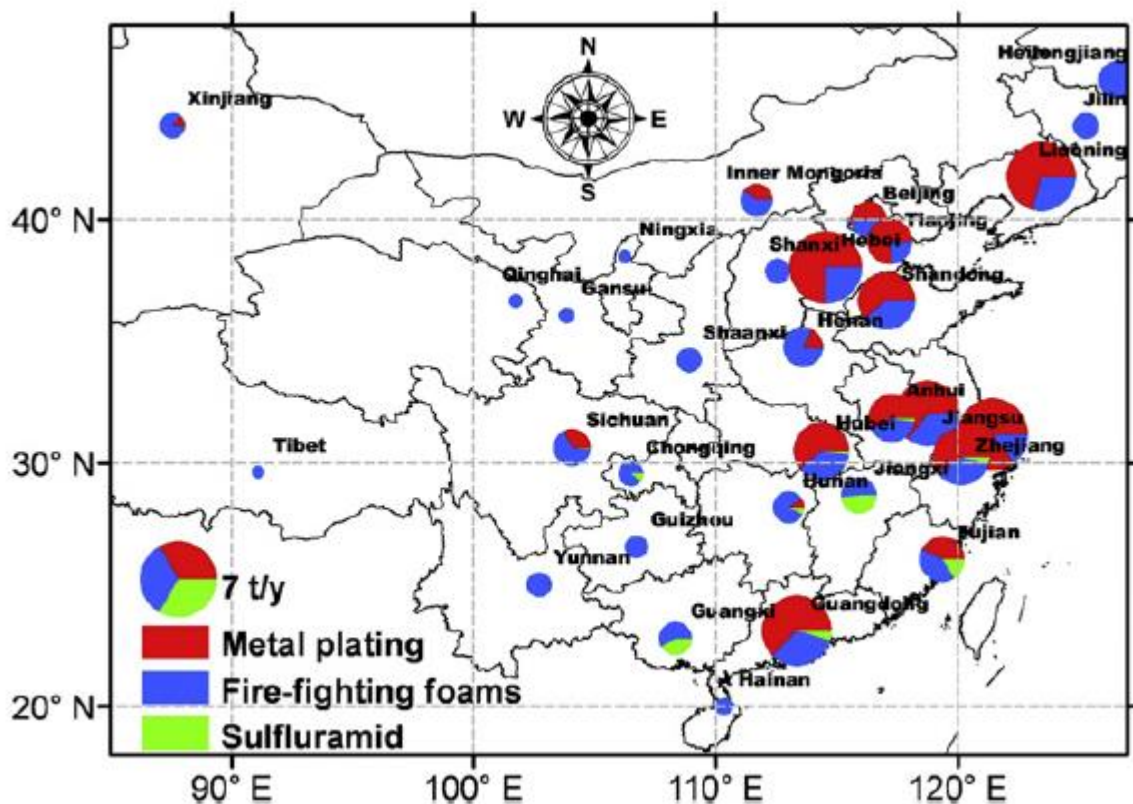 N
Heilongjiang
Xinjiang
Jilin
W E
Liaoning
S
Inner Mongoria
Beijing
40° N
Tianjing
Ningxia
Shanxi Hebei
Qinghai
Shandong
Gansu
Henan
Shaanxi
Anhui
Sichuan
Hubei Jiangsu
Tibet
Chongqing
Zhejiang
30° N
Jiangxi
Hunan
Guizhou
Fujian
Yunnan
7 t/y
Guangxi Guangdong
Metal plating
Fire-fighting foams
Hainan
20° N
Sulfluramid
90° E 100° E 110° E 120° E